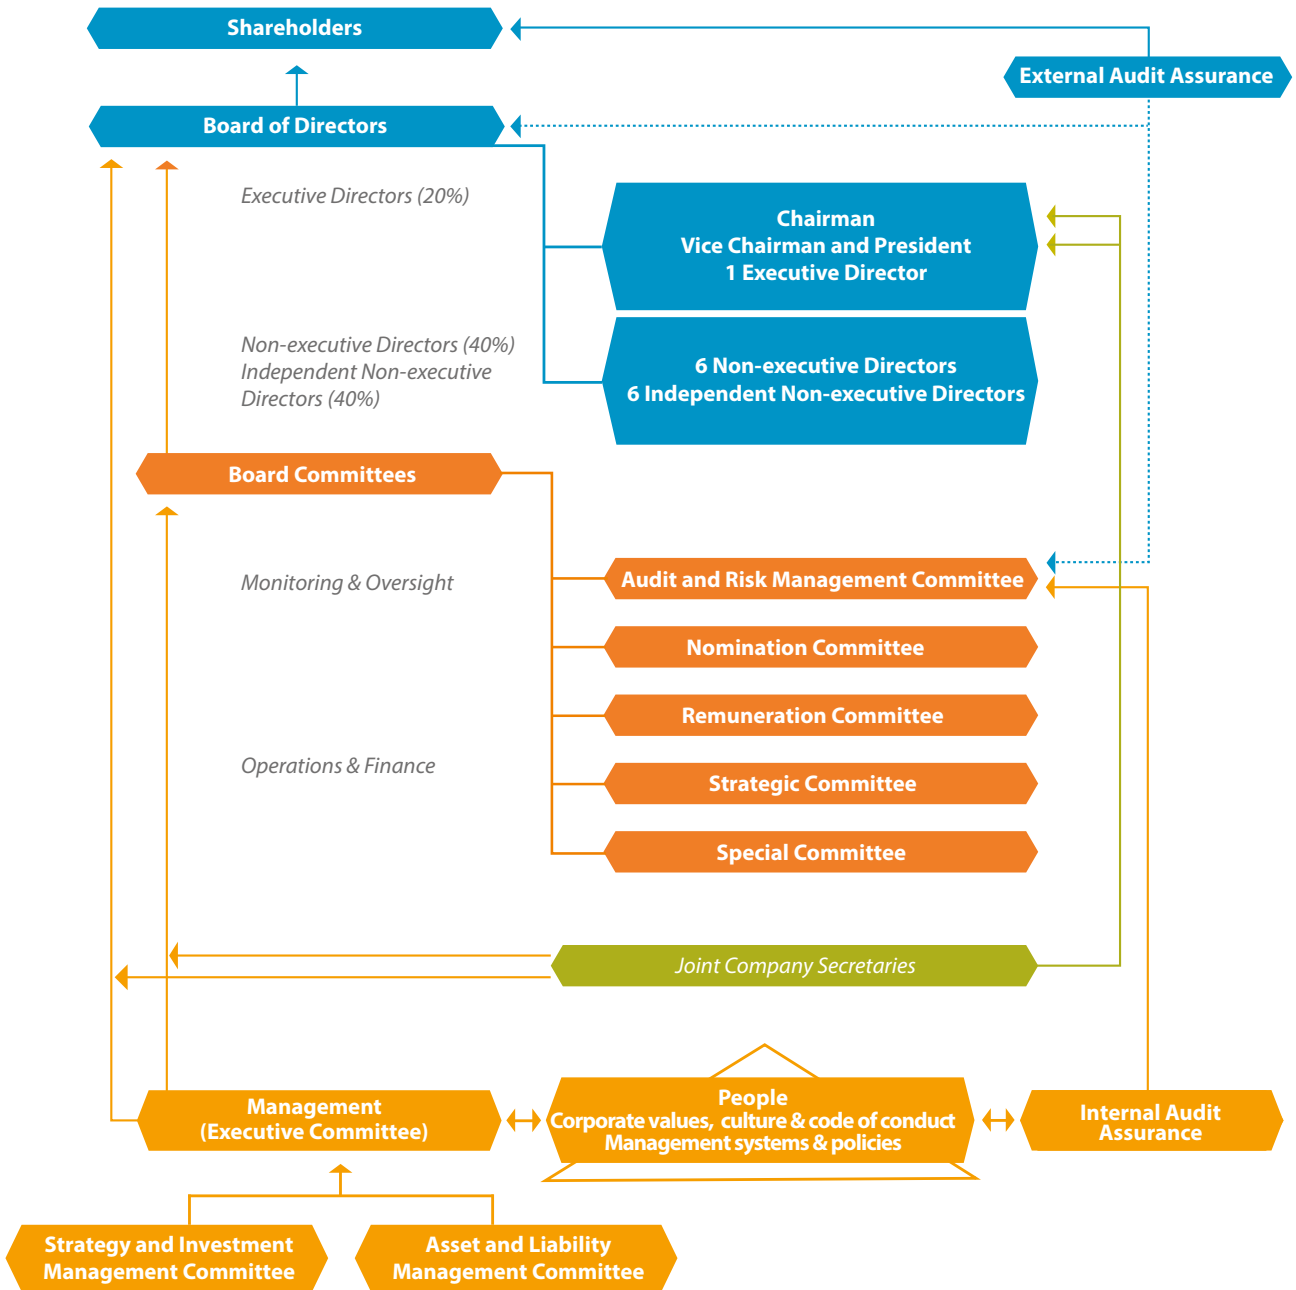 Shareholders
External Audit Assurance
Board of Directors
Executive Directors (20%)
Chairman
Vice Chairman and President
1 Executive Director
Non-executive Directors (40%)
Independent Non-executive
Directors (40%)
6 Non-executive Directors
6 Independent Non-executive Directors
Board Committees
Monitoring & Oversight
Audit and Risk Management Committee
Nomination Committee
Remuneration Committee
Operations & Finance
Strategic Committee
Special Committee
Joint Company Secretaries
Management
(Executive Committee)
People
Corporate values, culture & code of conduct
Management systems & policies
Internal Audit
Assurance
Strategy and Investment
Management Committee
Asset and Liability
Management Committee